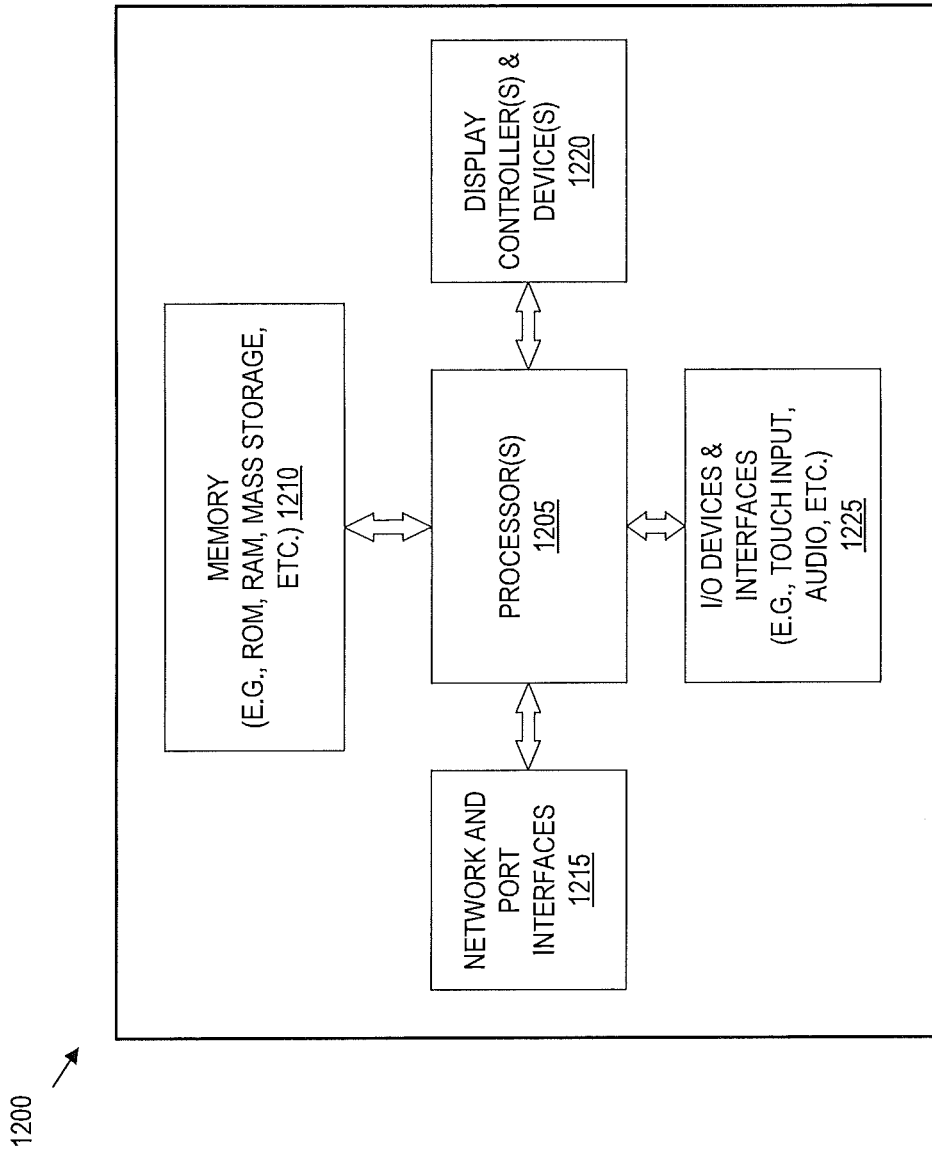 1200
MEMORY
(E.G., ROM, RAM, MASS STORAGE,
ETC.) 1210
NETWORK AND
PORT
INTERFACES
1215
PROCESSOR(S)
1205
DISPLAY
CONTROLLER(S) &
DEVICE(S)
1220
I/O DEVICES &
INTERFACES
(E.G., TOUCH INPUT,
AUDIO, ETC.)
1225